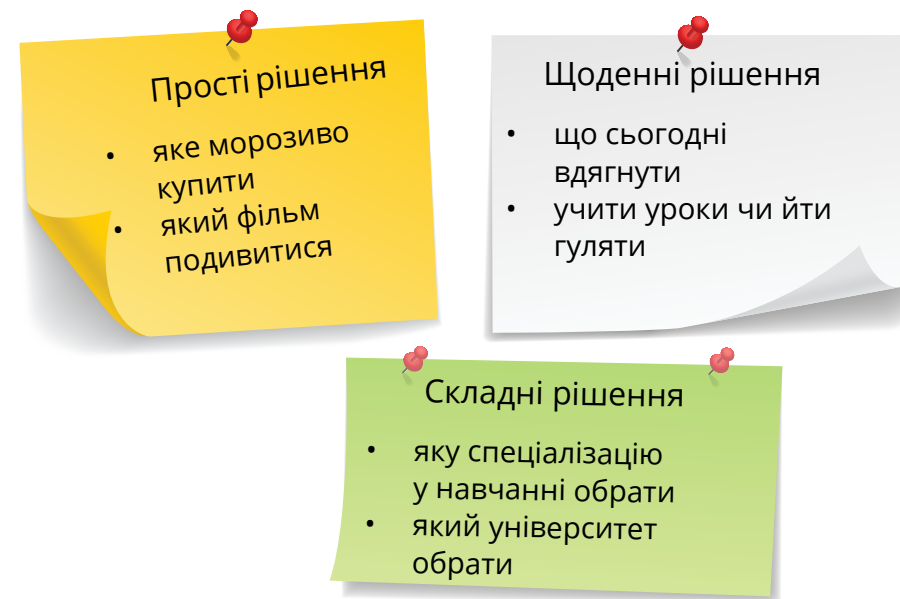 Прості рішення
• яке морозиво
купити
• який фільм
подивитися
Щоденні рішення
• що сьогодні
вдягнути
• учити уроки чи йти
гуляти
Складні рішення
• яку спеціалізацію
у навчанні обрати
• який університет
обрати